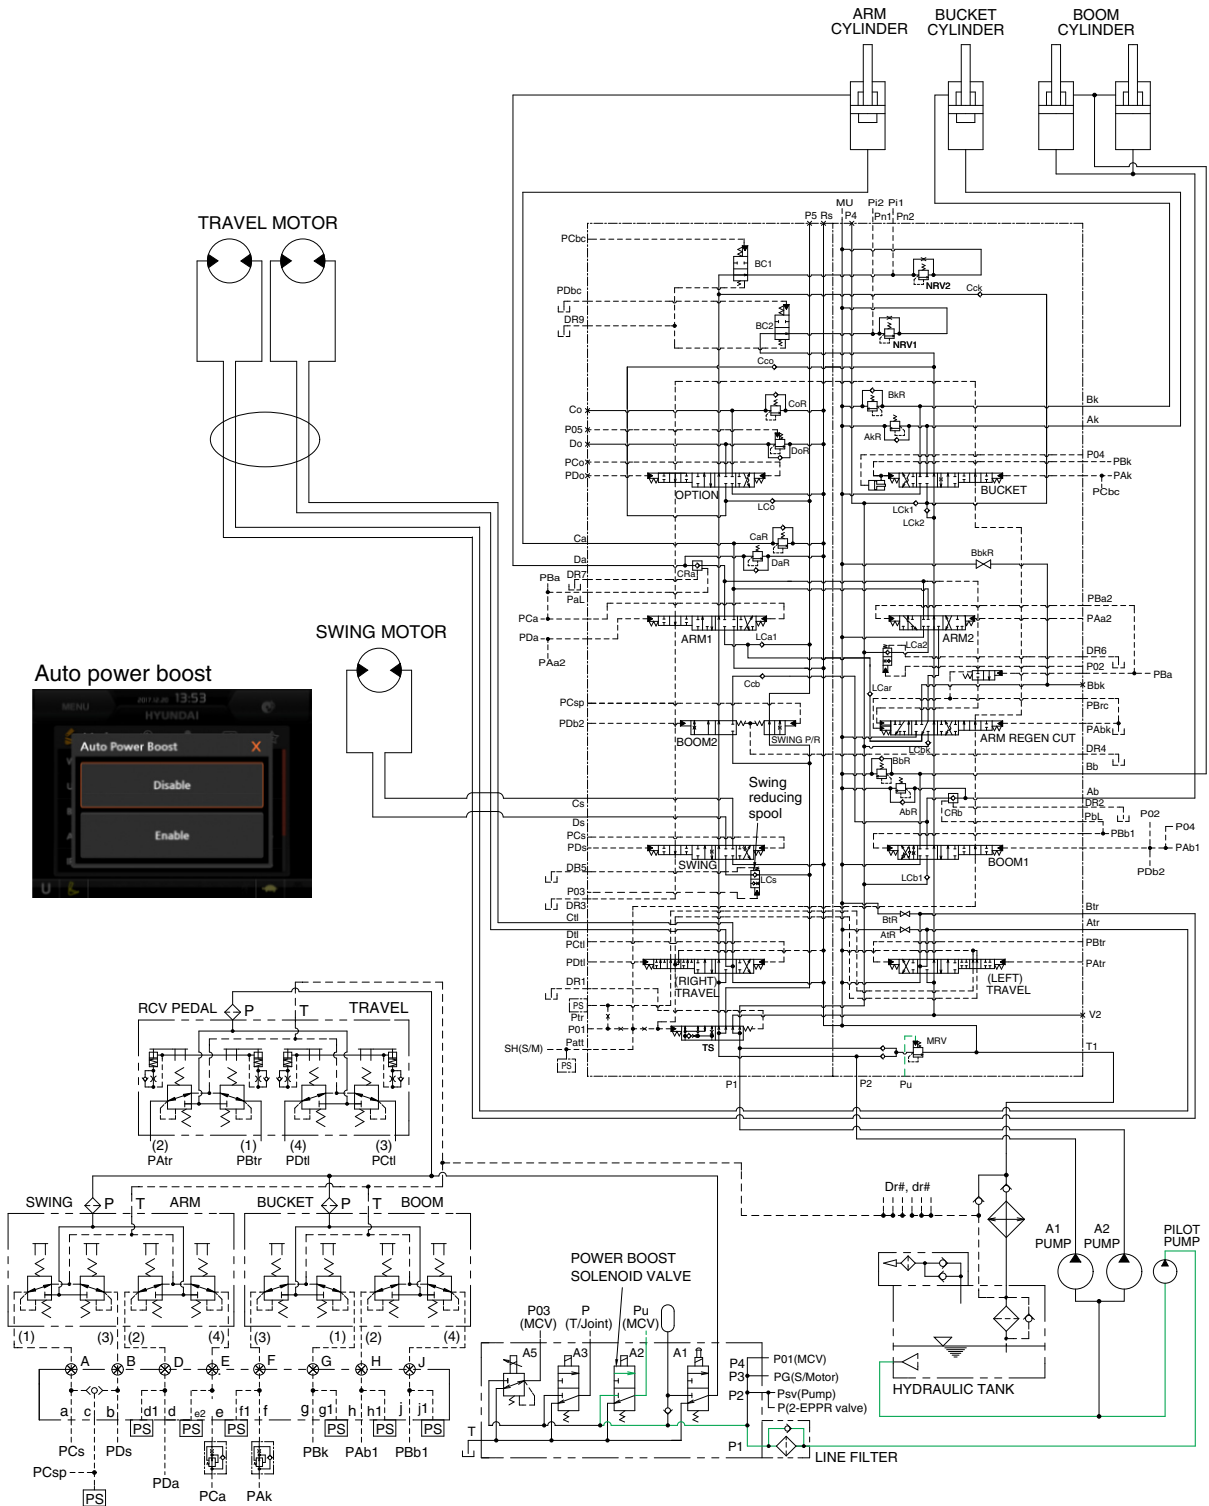 ARM
CYLINDER
BUCKET
CYLINDER
BOOM
CYLINDER
TRAVEL MOTOR
P5 Rs
MU
P4
Pi2 Pi1
Pn1 Pn2
PCbc
BC1
NRV2
Cck
PDbc
DR9
BC2
NRV1
Cco
CoR
BkR
Bk
Co
P05
Do
DoR
AkR
Ak
PCo
PDo
P04
PBk
PAk
PCbc
OPTION
BUCKET
LCo
LCk1
LCk2
Ca
CaR
Da
DaR
BbkR
DR7
CRa
PBa
PaL
PBa2
PCa
PAa2
PDa
PAa2
ARM1
ARM2
LCa1
LCa2
DR6
P02
PBa
SWING MOTOR
Ccb
LCar
Bbk
PCsp
PBrc
PDb2
PAbk
BOOM2
SWING P/R
ARM REGEN CUT
LCbk
DR4
BbR
Bb
Auto power boost
MENU
2017.12.20 13:53
HYUNDAI
Auto Power Boost X
Disable
Enable
U
Swing
reducing
spool
Cs
AbR
CRb
Ab
DR2
Ds
PbL
P02
PCs
PBb1
P04
PDs
PAb1
SWING
BOOM1
PDb2
DR5
LCs
LCb1
P03
DR3
Ctl
BtR
Btr
Dtl
AtR
Atr
PCtl
PBtr
PDtl
PAtr
(RIGHT)
TRAVEL
(LEFT)
TRAVEL
DR1
PS
Ptr
P01
V2
Patt
TS
MRV
SH(S/M)
T1
PS
P1
P2
Pu
RCV PEDAL
P
T
TRAVEL
(2)
PAtr
(1)
PBtr
(4)
PDtl
(3)
PCtl
SWING
P
T
ARM
BUCKET
P
T
BOOM
Dr#, dr#
A1
PUMP
A2
PUMP
PILOT
PUMP
POWER BOOST
SOLENOID VALVE
(1)
(3)
(2)
(4)
(3)
(1)
(2)
(4)
P03
(MCV)
P
(T/Joint)
Pu
(MCV)
A5
A3
A2
A1
P4
P01(MCV)
P3
PG(S/Motor)
P2
Psv(Pump)
P(2-EPPR valve)
HYDRAULIC TANK
A
B
D
E
F
G
H
J
a
c
b
d1
d
e2
e
f1
f
g
g1
h
h1
j
j1
PS
PS
PS
PS
PS
PS
T
P1
LINE FILTER
PCs
PDs
PBk
PAb1
PBb1
PCsp
PDa
PS
PCa
PAk